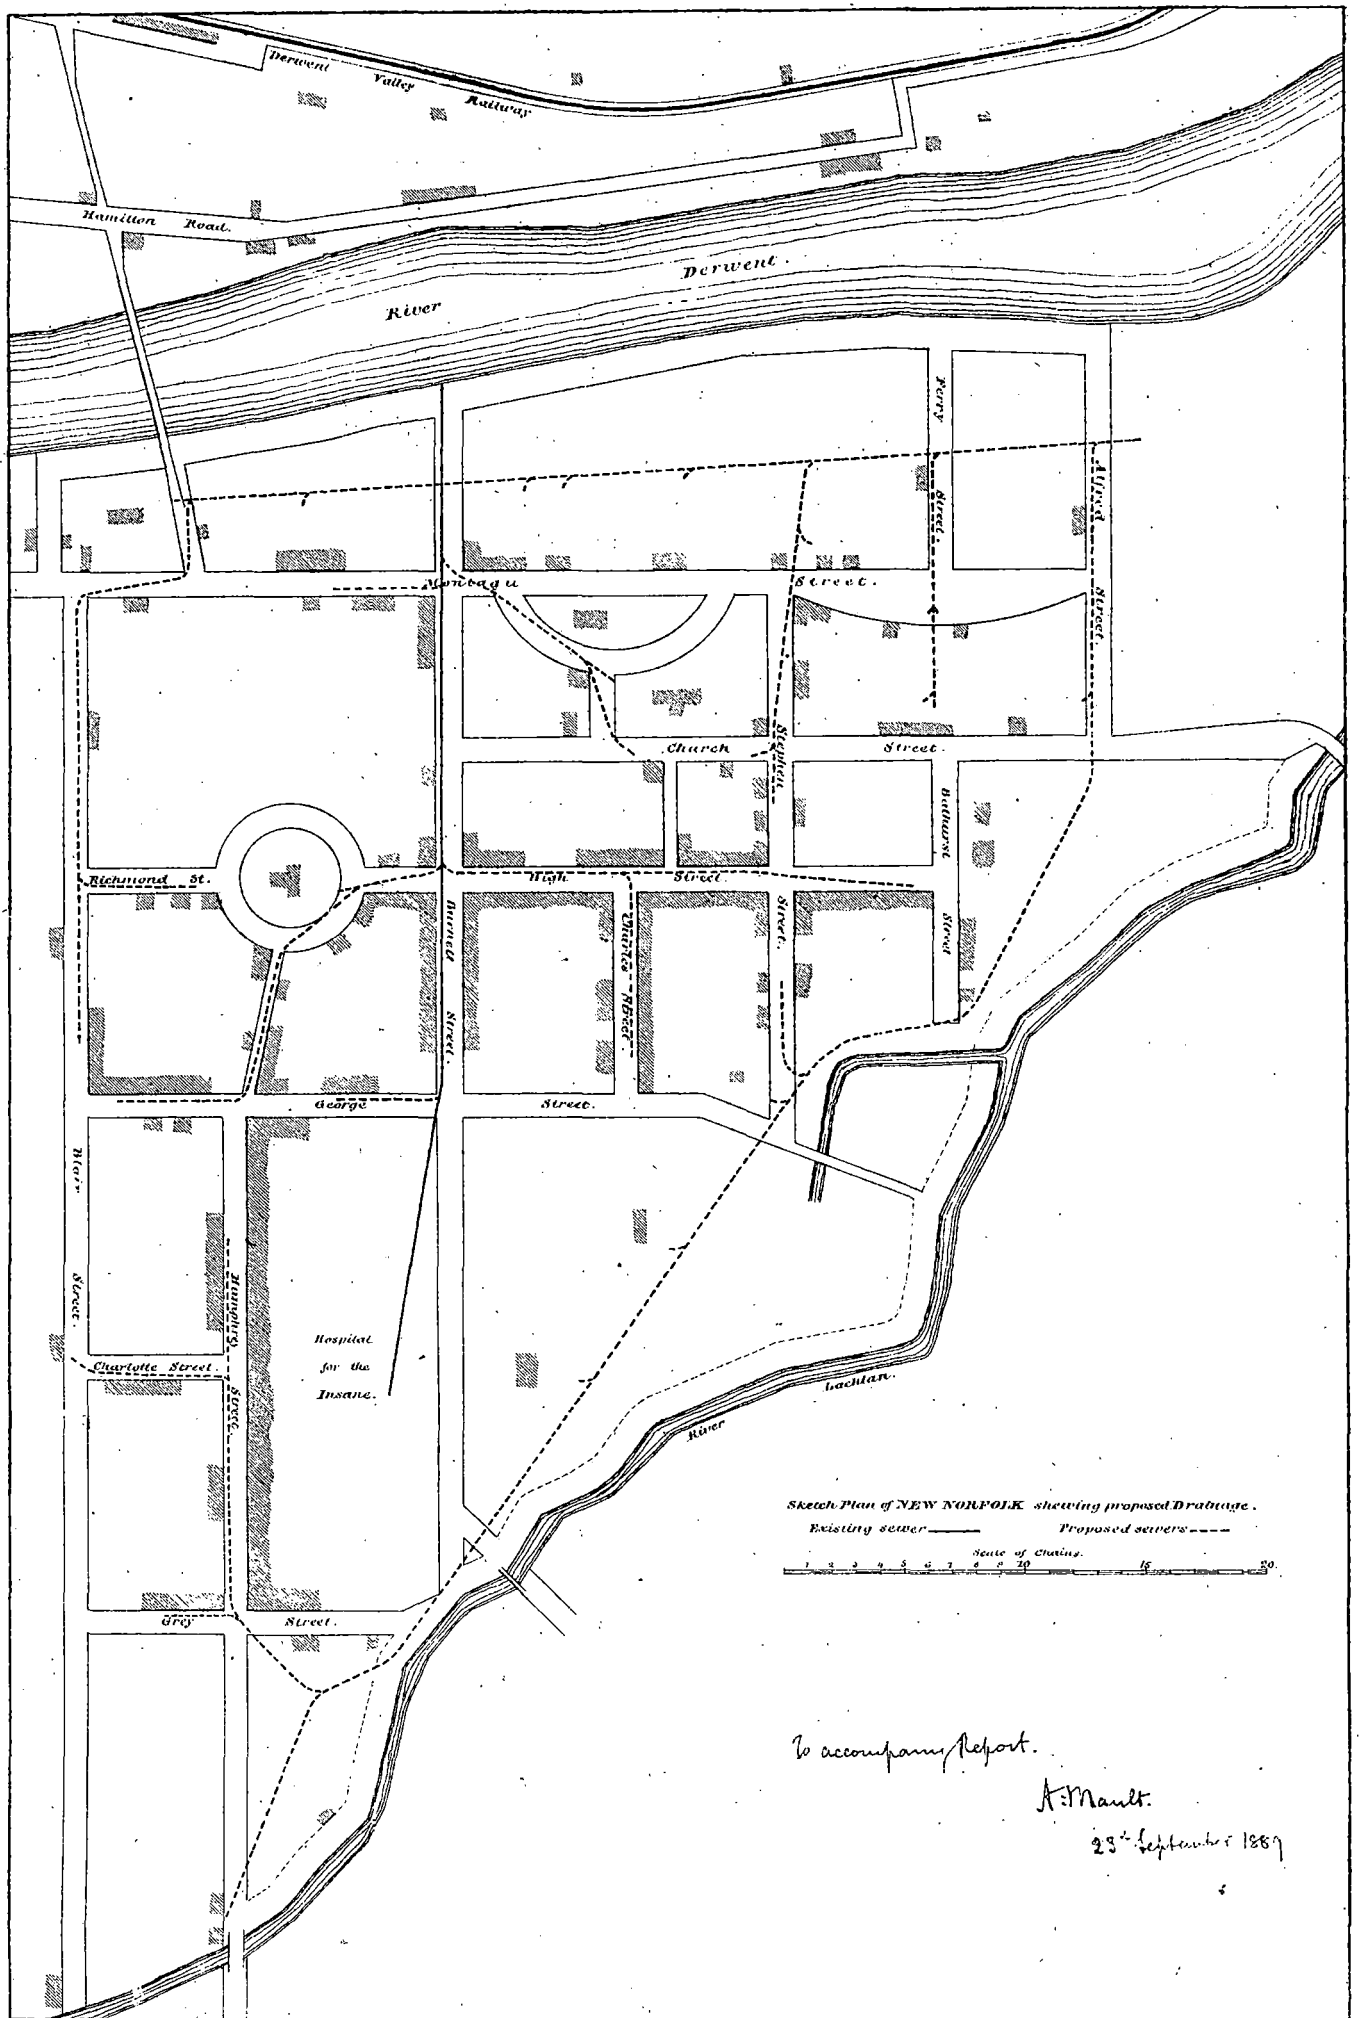 Derwent Valley Railway
Hamilton Road.
River Derwent.
Ferry Street.
Alfred Street.
Montagu Street.
Church Street.
Stephen Street.
Bathurst Street
Richmond St.
High Street.
Burnett Street.
Charles Street.
George Street.
Blair Street.
Humphrey Street.
Charlotte Street.
Hospital
for the
Insane.
River Lachlan.
Grey Street.
Sketch Plan of NEW NORFOLK shewing proposed Drainage.
Existing sewer Proposed sewers
Scale of Chains.
1 2 3 4 5 6 7 8 9 10 15 20
To accompany Report.
A. Mault.
23rd September 1889